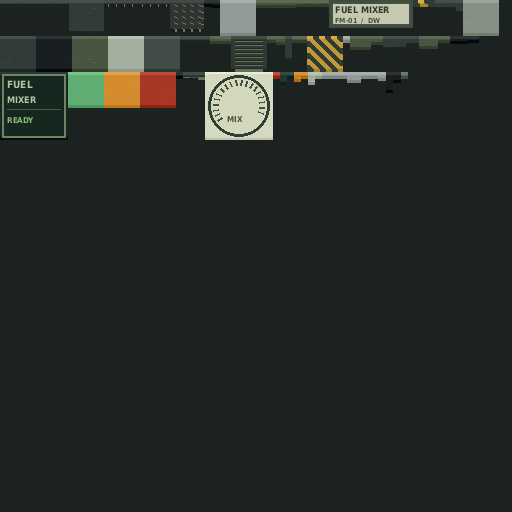 FUEL MIXER
FM-01 / DW
FUEL
MIXER
READY
MIX